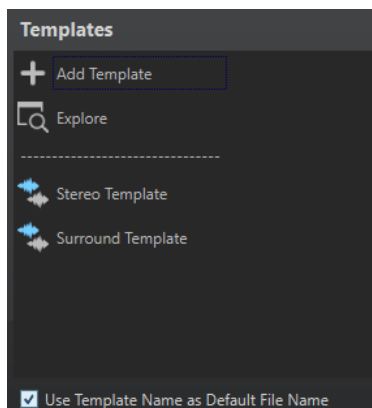 Templates
Add Template
Explore
--------------------------------
Stereo Template
Surround Template
Use Template Name as Default File Name